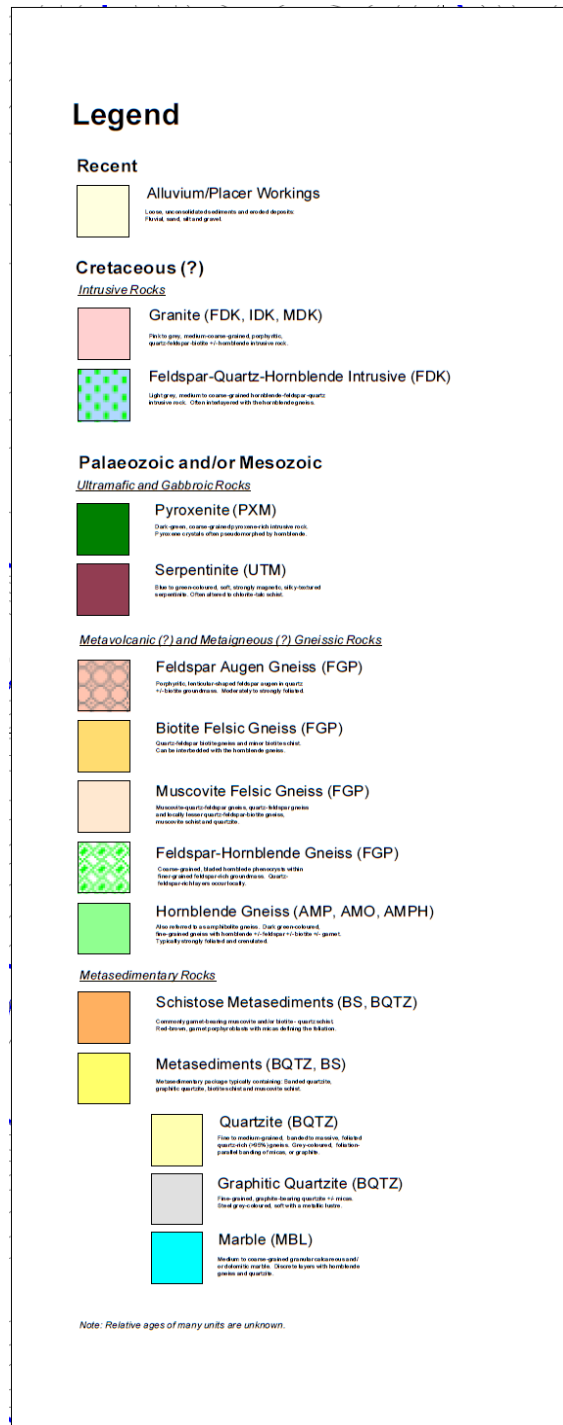 Legend
Recent
Alluvium/Placer Workings
Loose, unconsolidated sediments and eroded deposits;
Fluvial, sand, silt and gravel.
Cretaceous (?)
Intrusive Rocks
Granite (FDK, IDK, MDK)
Pink to grey, medium-coarse-grained, porphyritic,
quartz-feldspar-biotite +/- hornblende intrusive rock.
Feldspar-Quartz-Hornblende Intrusive (FDK)
Light grey, medium to coarse-grained hornblende-feldspar-quartz
intrusive rock. Often interlayered with the hornblende gneiss.
Palaeozoic and/or Mesozoic
Ultramafic and Gabbroic Rocks
Pyroxenite (PXM)
Dark-green, coarse-grained pyroxene-rich intrusive rock.
Pyroxene crystals often pseudomorphed by hornblende.
Serpentinite (UTM)
Blue to green-coloured, soft, strongly magnetic, silky-textured
serpentinite. Often altered to chlorite-talc schist.
Metavolcanic (?) and Metaigneous (?) Gneissic Rocks
Feldspar Augen Gneiss (FGP)
Porphyritic, lenticular-shaped feldspar augen in quartz
+/-biotite groundmass. Moderately to strongly foliated.
Biotite Felsic Gneiss (FGP)
Quartz-feldspar biotite gneiss and minor biotite schist.
Can be interbedded with the hornblende gneiss.
Muscovite Felsic Gneiss (FGP)
Muscovite-quartz-feldspar gneiss, quartz-feldspar gneiss
and locally lesser quartz-feldspar-biotite gneiss,
muscovite schist and quartzite.
Feldspar-Hornblende Gneiss (FGP)
Coarse-grained, bladed hornblende phenocrysts within
finer-grained feldspar-rich groundmass. Quartz-
feldspar-rich layers occur locally.
Hornblende Gneiss (AMP, AMO, AMPH)
Also referred to as amphibolite gneiss. Dark green-coloured,
fine-grained gneiss with hornblende +/- feldspar +/- biotite +/- garnet.
Typically strongly foliated and crenulated.
Metasedimentary Rocks
Schistose Metasediments (BS, BQTZ)
Commonly garnet-bearing muscovite and/or biotite - quartz schist.
Red-brown, garnet porphyroblasts with micas defining the foliation.
Metasediments (BQTZ, BS)
Metasedimentary package typically containing: Banded quartzite,
graphitic quartzite, biotite schist and muscovite schist.
Quartzite (BQTZ)
Fine to medium-grained, banded to massive, foliated
quartz-rich (>95%) gneiss. Grey-coloured, foliation-
parallel banding of micas, or graphite.
Graphitic Quartzite (BQTZ)
Fine-grained, graphite-bearing quartzite +/- micas.
Steel grey-coloured, soft with a metallic lustre.
Marble (MBL)
Medium to coarse-grained granular calcareous and/
or dolomitic marble. Discrete layers with hornblende
gneiss and quartzite.
Note: Relative ages of many units are unknown.